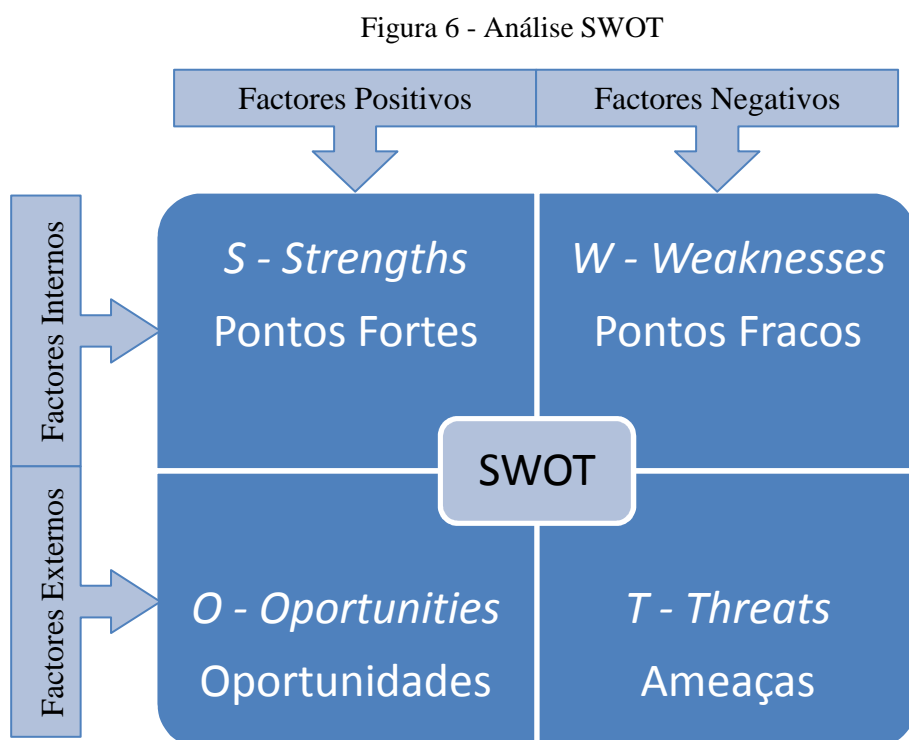 Figura 6 - Análise SWOT
Factores Positivos
Factores Negativos
Factores Internos
S - Strengths
Pontos Fortes
W - Weaknesses
Pontos Fracos
SWOT
Factores Externos
O - Oportunities
Oportunidades
T - Threats
Ameaças